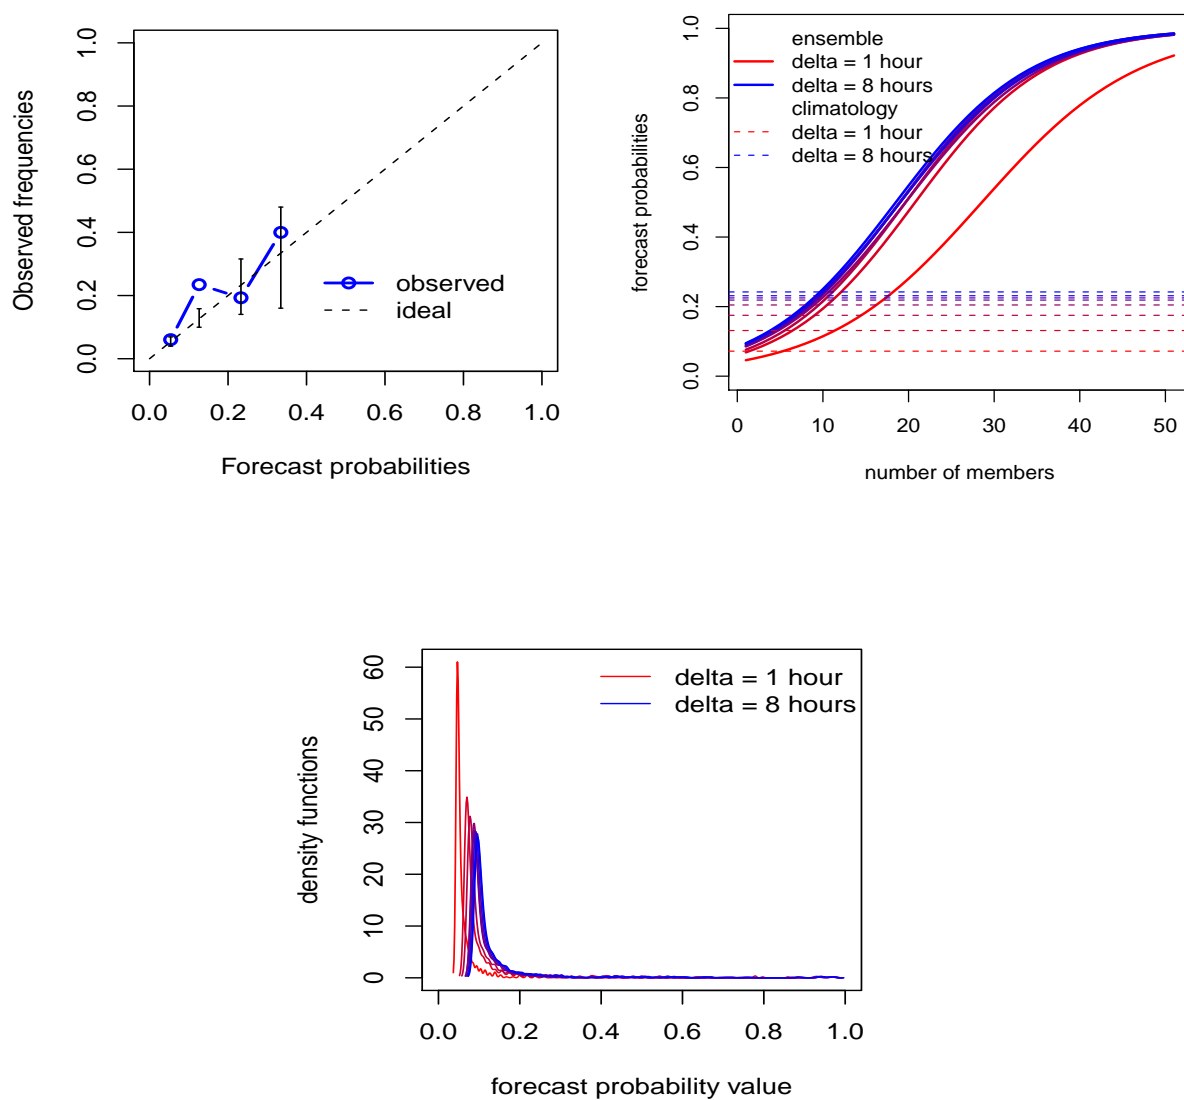 Observed frequencies
1.0
0.8
0.6
0.4
0.2
0.0
observed
ideal
0.0 0.2 0.4 0.6 0.8 1.0
Forecast probabilities
forecast probabilities
1.0
0.8
0.6
0.4
0.2
0.0
ensemble
delta = 1 hour
delta = 8 hours
climatology
delta = 1 hour
delta = 8 hours
0 10 20 30 40 50
number of members
density functions
60
50
40
30
20
10
0
delta = 1 hour
delta = 8 hours
0.0 0.2 0.4 0.6 0.8 1.0
forecast probability value